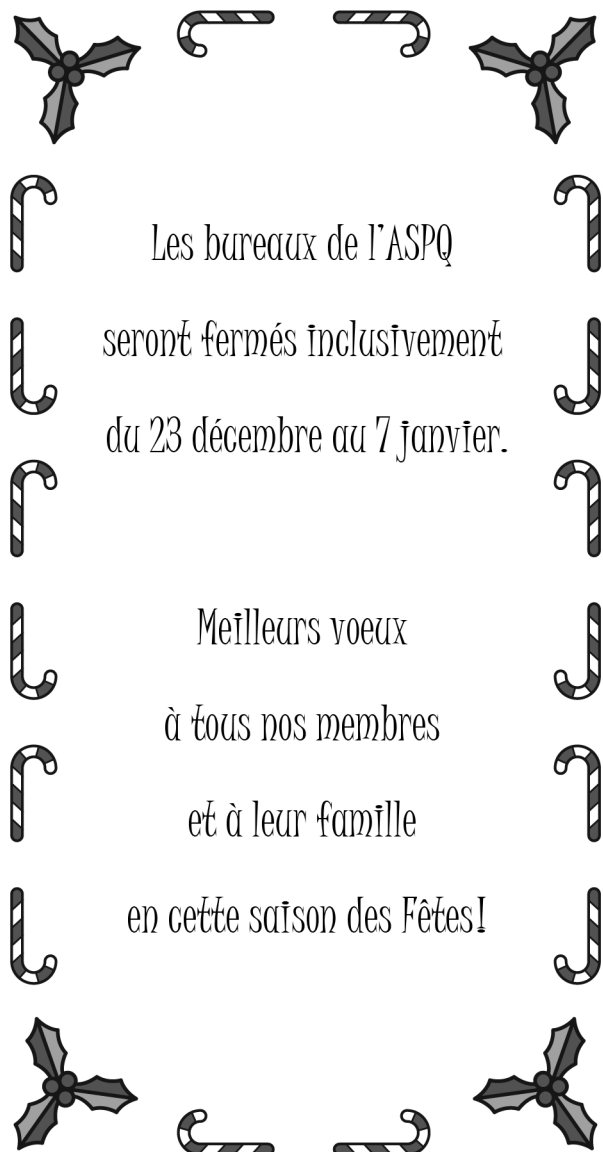 Les bureaux de l'ASPQ
seront fermés inclusivement
du 23 décembre au 7 janvier.
Meilleurs voeux
à tous nos membres
et à leur famille
en cette saison des Fêtes!